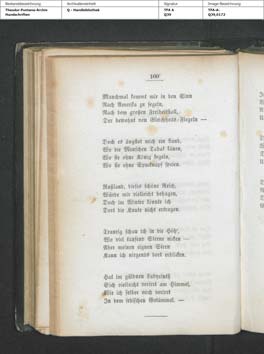 Bestandsbezeichnung
Theodor-Fontane-Archiv
Handschriften
Archivalieneinheit
Q - Handbibliothek
Signatur
TFA A
Q39
Image-Bezeichnung
TFA-A-
Q39,0172
100
Manchmal kommt mir in den Sinn
Nach Amerika zu segeln,
Nach dem großen Freiheitstall,
Der bewohnt von Gleichheits-Flegeln —
Doch es ängstet mich ein Land,
Wo die Menschen Tabak käuen,
Wo sie ohne König kegeln,
Wo sie ohne Spucknapf speien.
Rußland, dieses schöne Reich,
Würde mir vielleicht behagen,
Doch im Winter könnte ich
Dort die Knute nicht ertragen.
Traurig schau ich in die Höh',
Wo viel tausend Sterne nicken —
Aber meinen eignen Stern
Kann ich nirgends dort erblicken.
Hat im güldnen Labyrinth
Sich vielleicht verirrt am Himmel,
Wie ich selber mich verirrt
In dem irdischen Getümmel. —